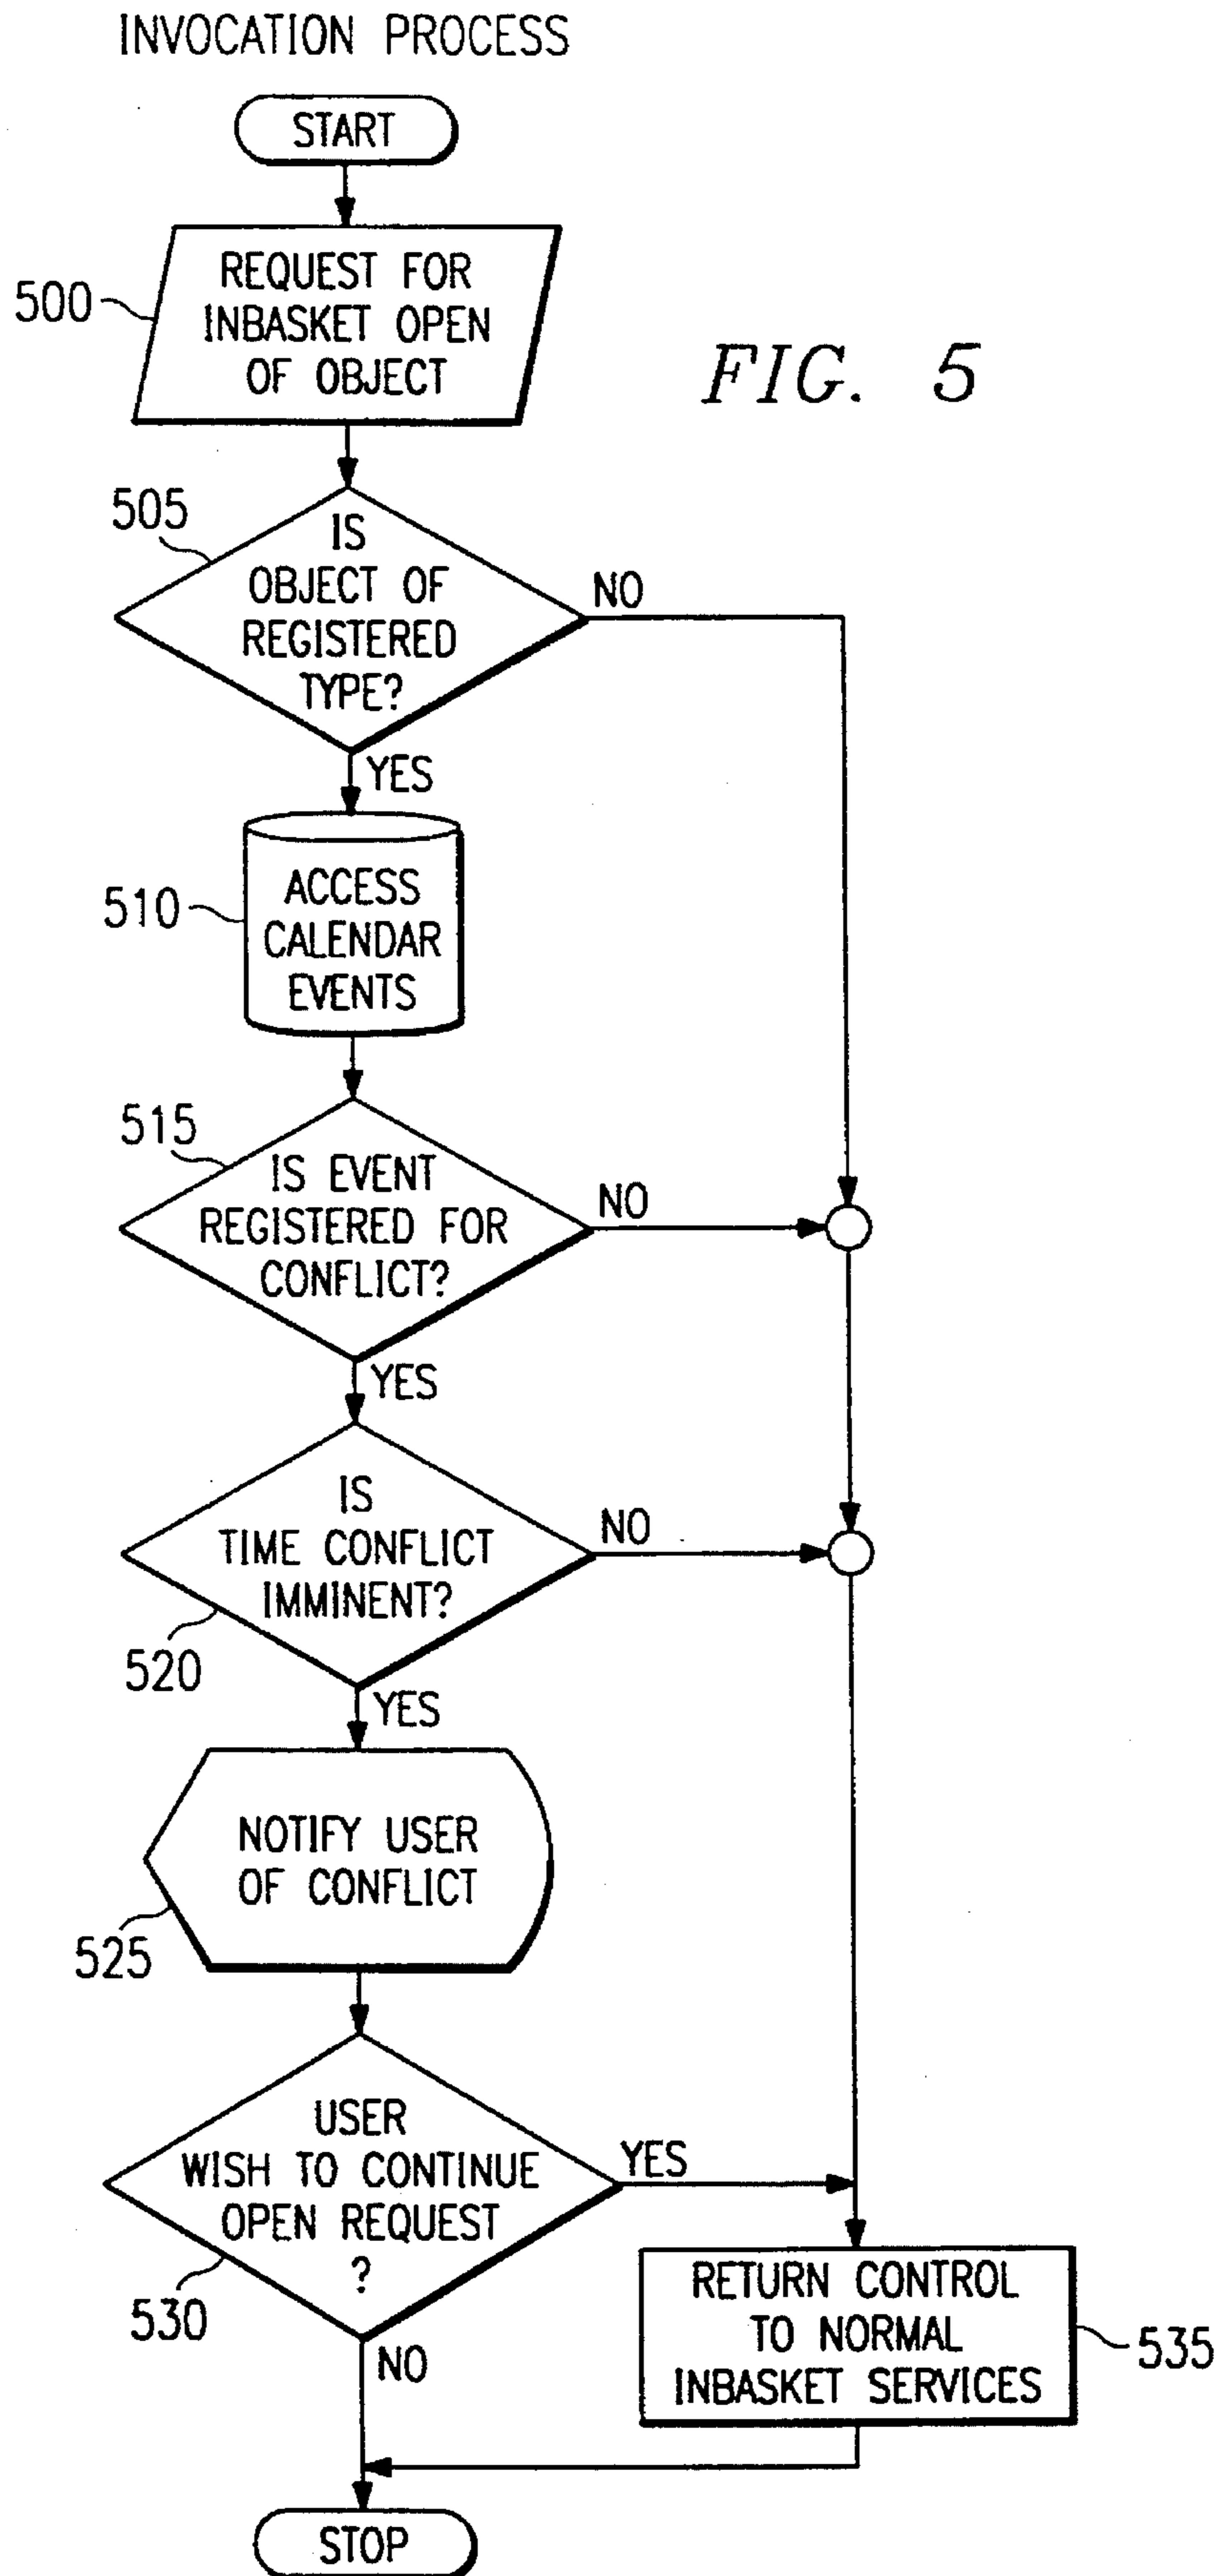 INVOCATION PROCESS
START
500
REQUEST FOR
INBASKET OPEN
OF OBJECT
FIG. 5
505
IS
OBJECT OF
REGISTERED
TYPE?
NO
YES
510
ACCESS
CALENDAR
EVENTS
515
IS EVENT
REGISTERED FOR
CONFLICT?
NO
YES
IS
TIME CONFLICT
IMMINENT?
NO
520
YES
NOTIFY USER
OF CONFLICT
525
USER
WISH TO CONTINUE
OPEN REQUEST
?
YES
530
NO
RETURN CONTROL
TO NORMAL
INBASKET SERVICES
535
STOP